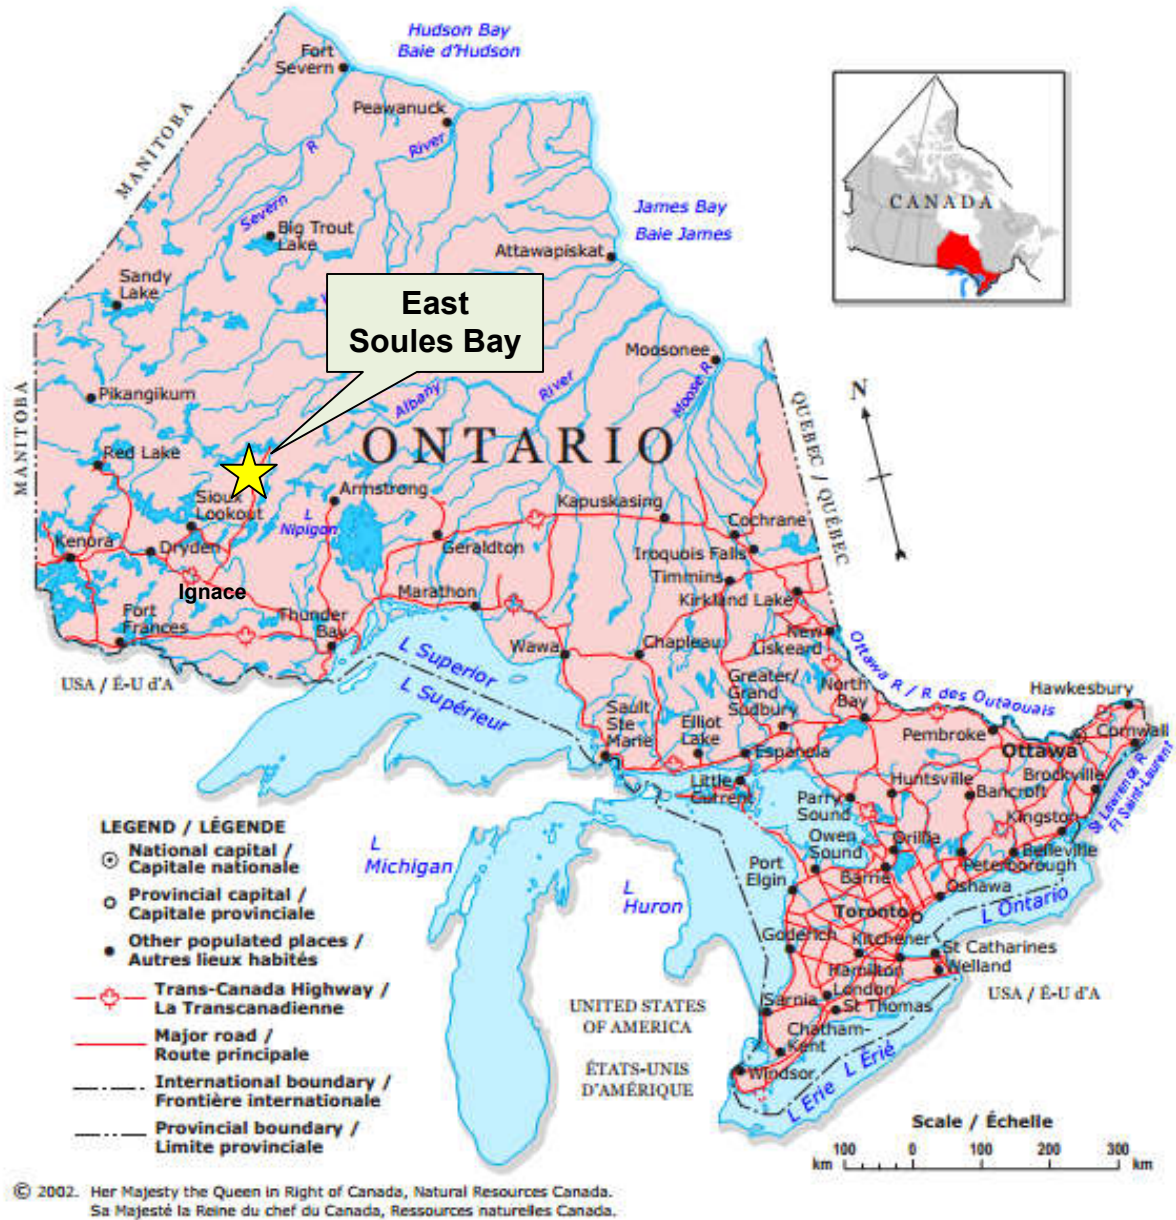 Hudson Bay
Baie d'Hudson
Fort
Severn
Peawanuck
MANITOBA
River
R
Severn
Big Trout
Lake
James Bay
Baie James
CANADA
Attawapiskat
Sandy
Lake
East
Soules Bay
Moosonee
Pikangikum
MANITOBA
Albany
River
Moose R
QUEBEC / QUÉBEC
N
ONTARIO
Red Lake
Sioux
Lookout
Armstrong
L
Nipigon
Kapuskasing
Cochrane
Kenora
Dryden
Geraldton
Iroquois Falls
Timmins
Ignace
Marathon
Kirkland Lake
Fort
Frances
Thunder
Bay
Wawa
Chapleau
New
Liskeard
L Superior
L Supérieur
USA / É-U d'A
Greater/
Grand
Sudbury
North
Bay
Ottawa R / R des Outaouais
Hawkesbury
Sault
Ste
Marie
Elliot
Lake
Espanola
Pembroke
Ottawa
Cornwall
Little
Current
Parry
Sound
Huntsville
Bancroft
Brockville
St Lawrence R
Fl Saint-Laurent
Kingston
Owen
Sound
Orillia
Belleville
Peterborough
Port
Elgin
Barrie
Oshawa
L Ontario
L
Michigan
L
Huron
Toronto
Goderich
Kitchener
St Catharines
Welland
Hamilton
London
St Thomas
Sarnia
USA / É-U d'A
UNITED STATES
OF AMERICA
ÉTATS-UNIS
D'AMÉRIQUE
Chatham-
Kent
Windsor
L Erie L Érié
LEGEND / LÉGENDE
National capital /
Capitale nationale
Provincial capital /
Capitale provinciale
Other populated places /
Autres lieux habités
Trans-Canada Highway /
La Transcanadienne
Major road /
Route principale
International boundary /
Frontière internationale
Provincial boundary /
Limite provinciale
Scale / Échelle
100 0 100 200 300
km km
© 2002. Her Majesty the Queen in Right of Canada, Natural Resources Canada.
Sa Majesté la Reine du chef du Canada, Ressources naturelles Canada.